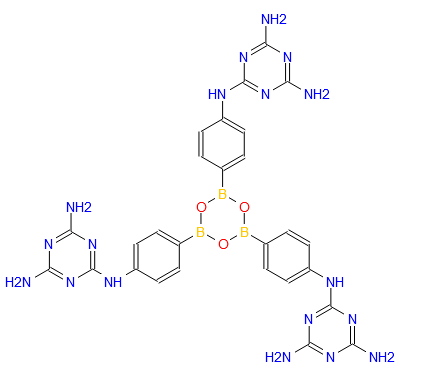 NH2
N N
HN N NH2
B
O O
NH2 B B
N N O
H2N N NH NH
N N
H2N N NH2